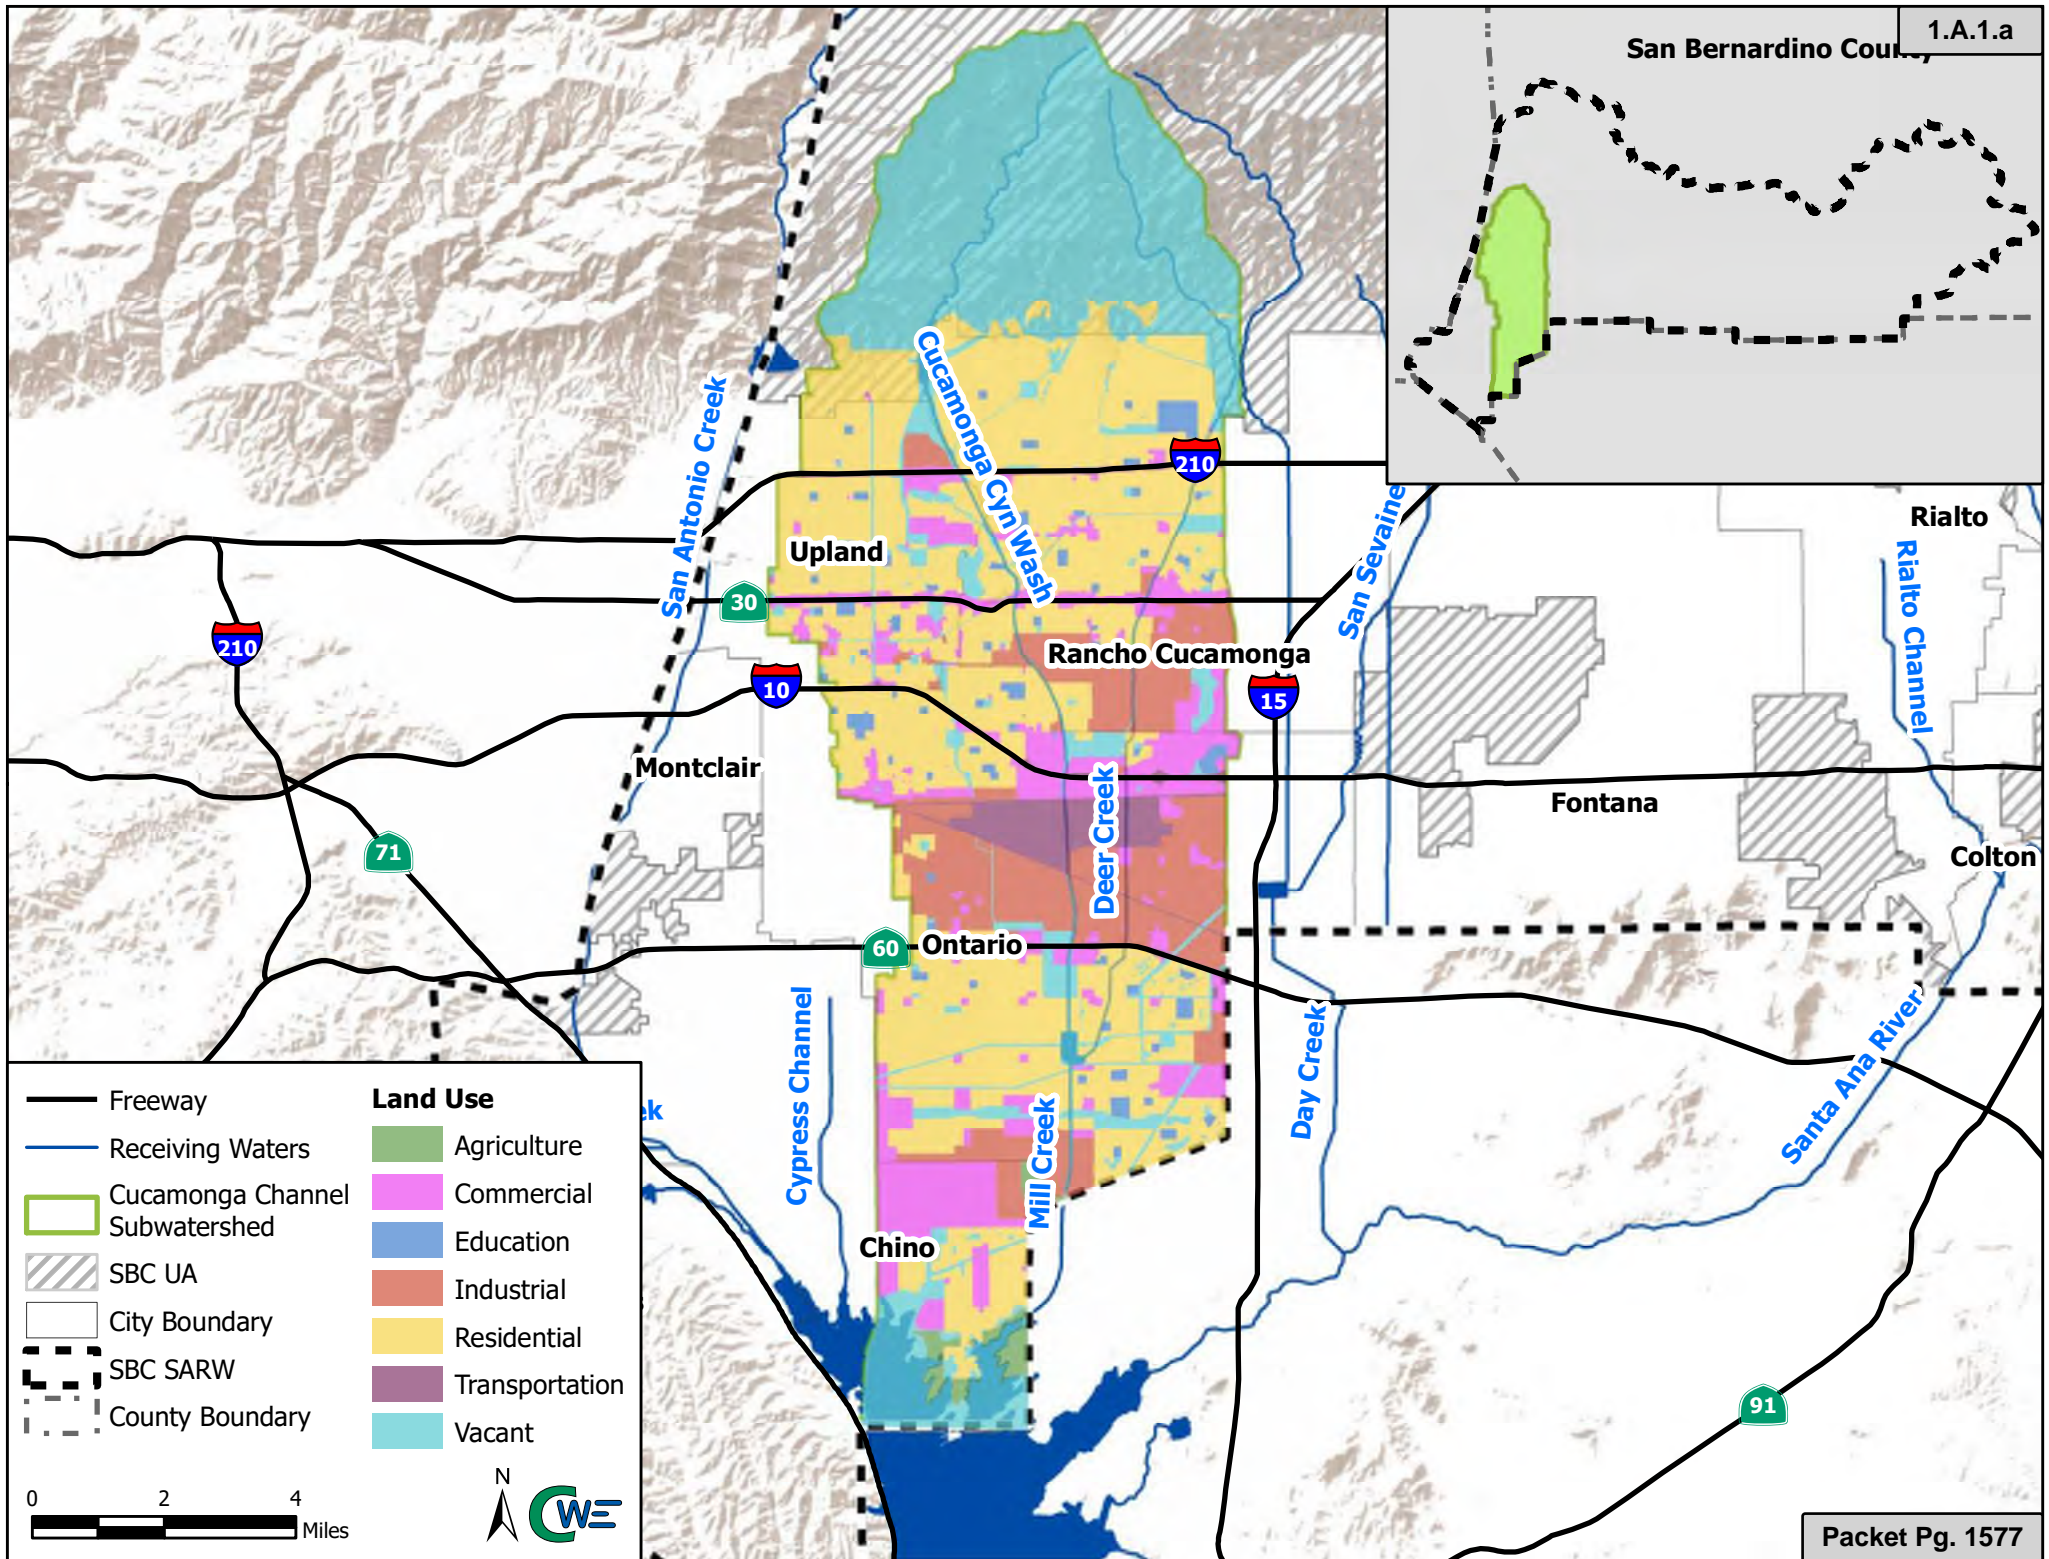 1.A.1.a
San Bernardino County
Cucamonga Cyn Wash
San Antonio Creek
210
San Sevaine
Rialto
Rialto Channel
Upland
30
210
Rancho Cucamonga
10
15
Montclair
Deer Creek
Fontana
71
Colton
60
Ontario
Cypress Channel
Day Creek
Santa Ana River
Mill Creek
Chino
91
ek
Freeway
Receiving Waters
Cucamonga Channel
Subwatershed
SBC UA
City Boundary
SBC SARW
County Boundary
Land Use
Agriculture
Commercial
Education
Industrial
Residential
Transportation
Vacant
0 2 4
Miles
N
CWE
Packet Pg. 1577